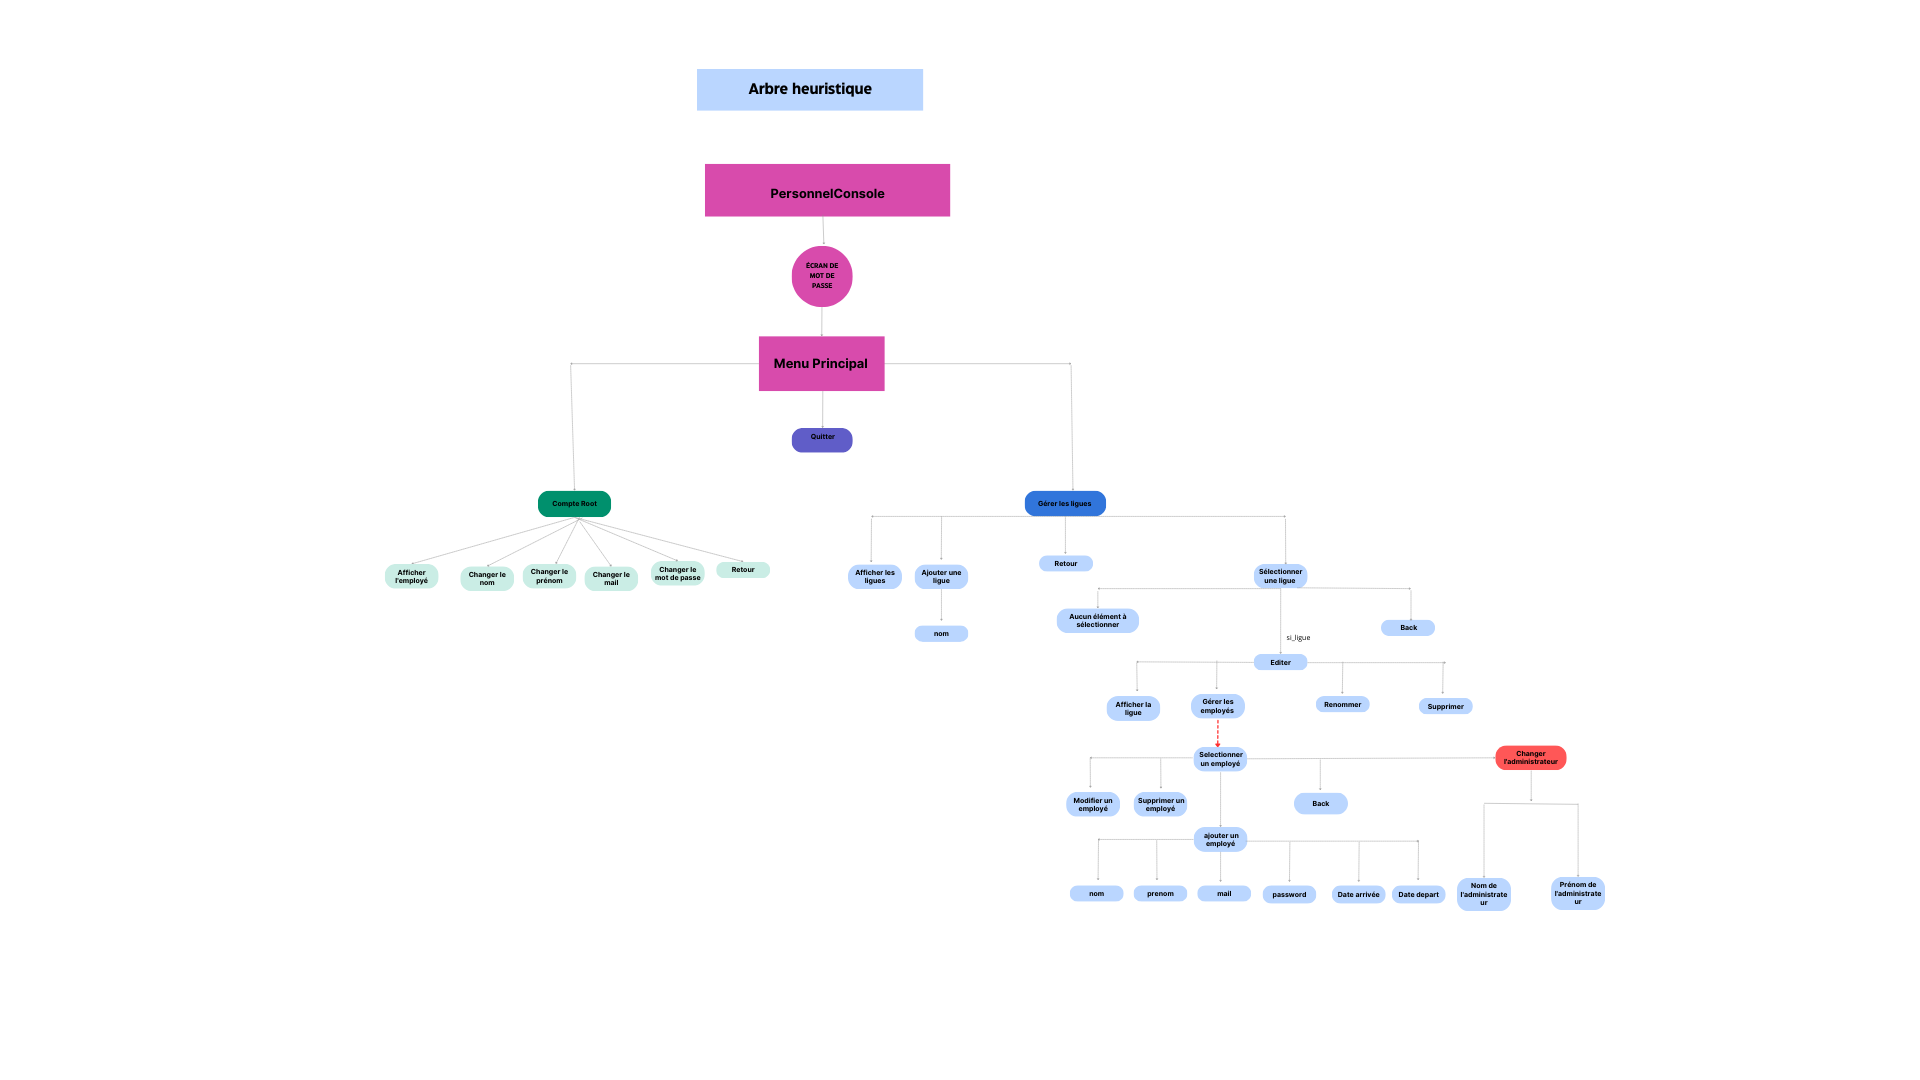 Arbre heuristique
PersonnelConsole
ÉCRAN DE
MOT DE
PASSE
Menu Principal
Quitter
Compte Root
Gérer les ligues
Afficher
l'employé
Changer le
nom
Changer le
prénom
Changer le
mail
Changer le
mot de passe
Retour
Afficher les
ligues
Ajouter une
ligue
Retour
Sélectionner
une ligue
nom
Aucun élément à
sélectionner
Back
si_ligue
Editer
Afficher la
ligue
Gérer les
employés
Renommer
Supprimer
Selectionner
un employé
Changer
l'administrateur
Modifier un
employé
Supprimer un
employé
Back
ajouter un
employé
nom
prenom
mail
password
Date arrivée
Date depart
Nom de
l'administrate
ur
Prénom de
l'administrate
ur